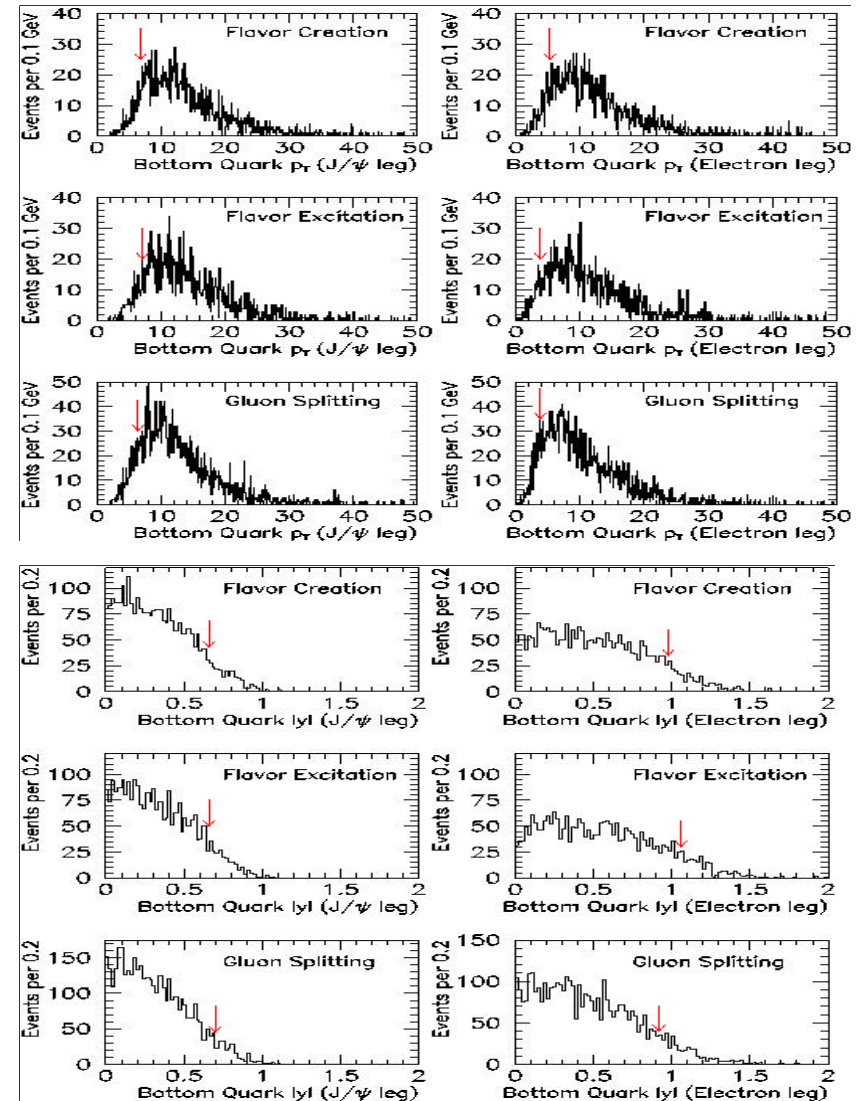 40
30
20
10
0
Events per 0.1 GeV
Flavor Creation
0 10 20 30 40 50
Bottom Quark pT (J/ψ leg)
40
30
20
10
0
Events per 0.1 GeV
Flavor Creation
0 10 20 30 40 50
Bottom Quark pT (Electron leg)
40
30
20
10
0
Events per 0.1 GeV
Flavor Excitation
0 10 20 30 40 50
Bottom Quark pT (J/ψ leg)
40
30
20
10
0
Events per 0.1 GeV
Flavor Excitation
0 10 20 30 40 50
Bottom Quark pT (Electron leg)
50
40
30
20
10
0
Events per 0.1 GeV
Gluon Splitting
0 10 20 30 40 50
Bottom Quark pT (J/ψ leg)
50
40
30
20
10
0
Events per 0.1 GeV
Gluon Splitting
0 10 20 30 40 50
Bottom Quark pT (Electron leg)
100
75
50
25
0
Events per 0.2
Flavor Creation
0 0.5 1 1.5 2
Bottom Quark |y| (J/ψ leg)
100
75
50
25
0
Events per 0.2
Flavor Creation
0 0.5 1 1.5 2
Bottom Quark |y| (Electron leg)
100
75
50
25
0
Events per 0.2
Flavor Excitation
0 0.5 1 1.5 2
Bottom Quark |y| (J/ψ leg)
100
75
50
25
0
Events per 0.2
Flavor Excitation
0 0.5 1 1.5 2
Bottom Quark |y| (Electron leg)
150
100
50
0
Events per 0.2
Gluon Splitting
0 0.5 1 1.5 2
Bottom Quark |y| (J/ψ leg)
150
100
50
0
Events per 0.2
Gluon Splitting
0 0.5 1 1.5 2
Bottom Quark |y| (Electron leg)